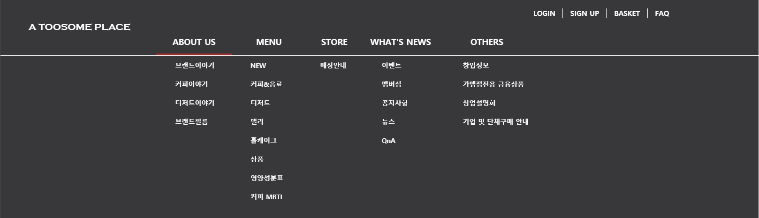 LOGIN | SIGN UP | BASKET | FAQ
A TOOSOME PLACE
ABOUT US MENU STORE WHAT'S NEWS OTHERS
브랜드이야기 NEW 매장안내 이벤트 창업정보
커피이야기 커피&음료 멤버십 가맹점전용 금융상품
디저트이야기 디저트 공지사항 창업설명회
브랜드필름 델리 뉴스 기업 및 단체구매 안내
홀케이크 QnA
상품
영양성분표
커피 MBTI